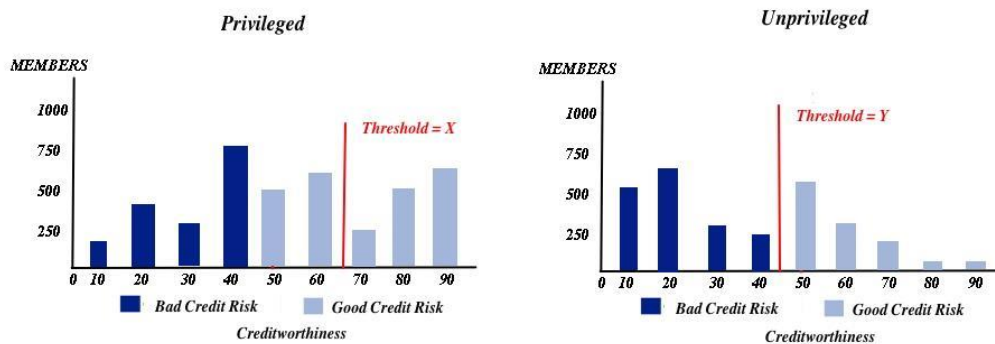 Privileged
MEMBERS
1000
750
500
250
Threshold = X
0 10 20 30 40 50 60 70 80 90
Bad Credit Risk Good Credit Risk
Creditworthiness
Unprivileged
MEMBERS
1000
750
500
250
Threshold = Y
0 10 20 30 40 50 60 70 80 90
Bad Credit Risk Good Credit Risk
Creditworthiness